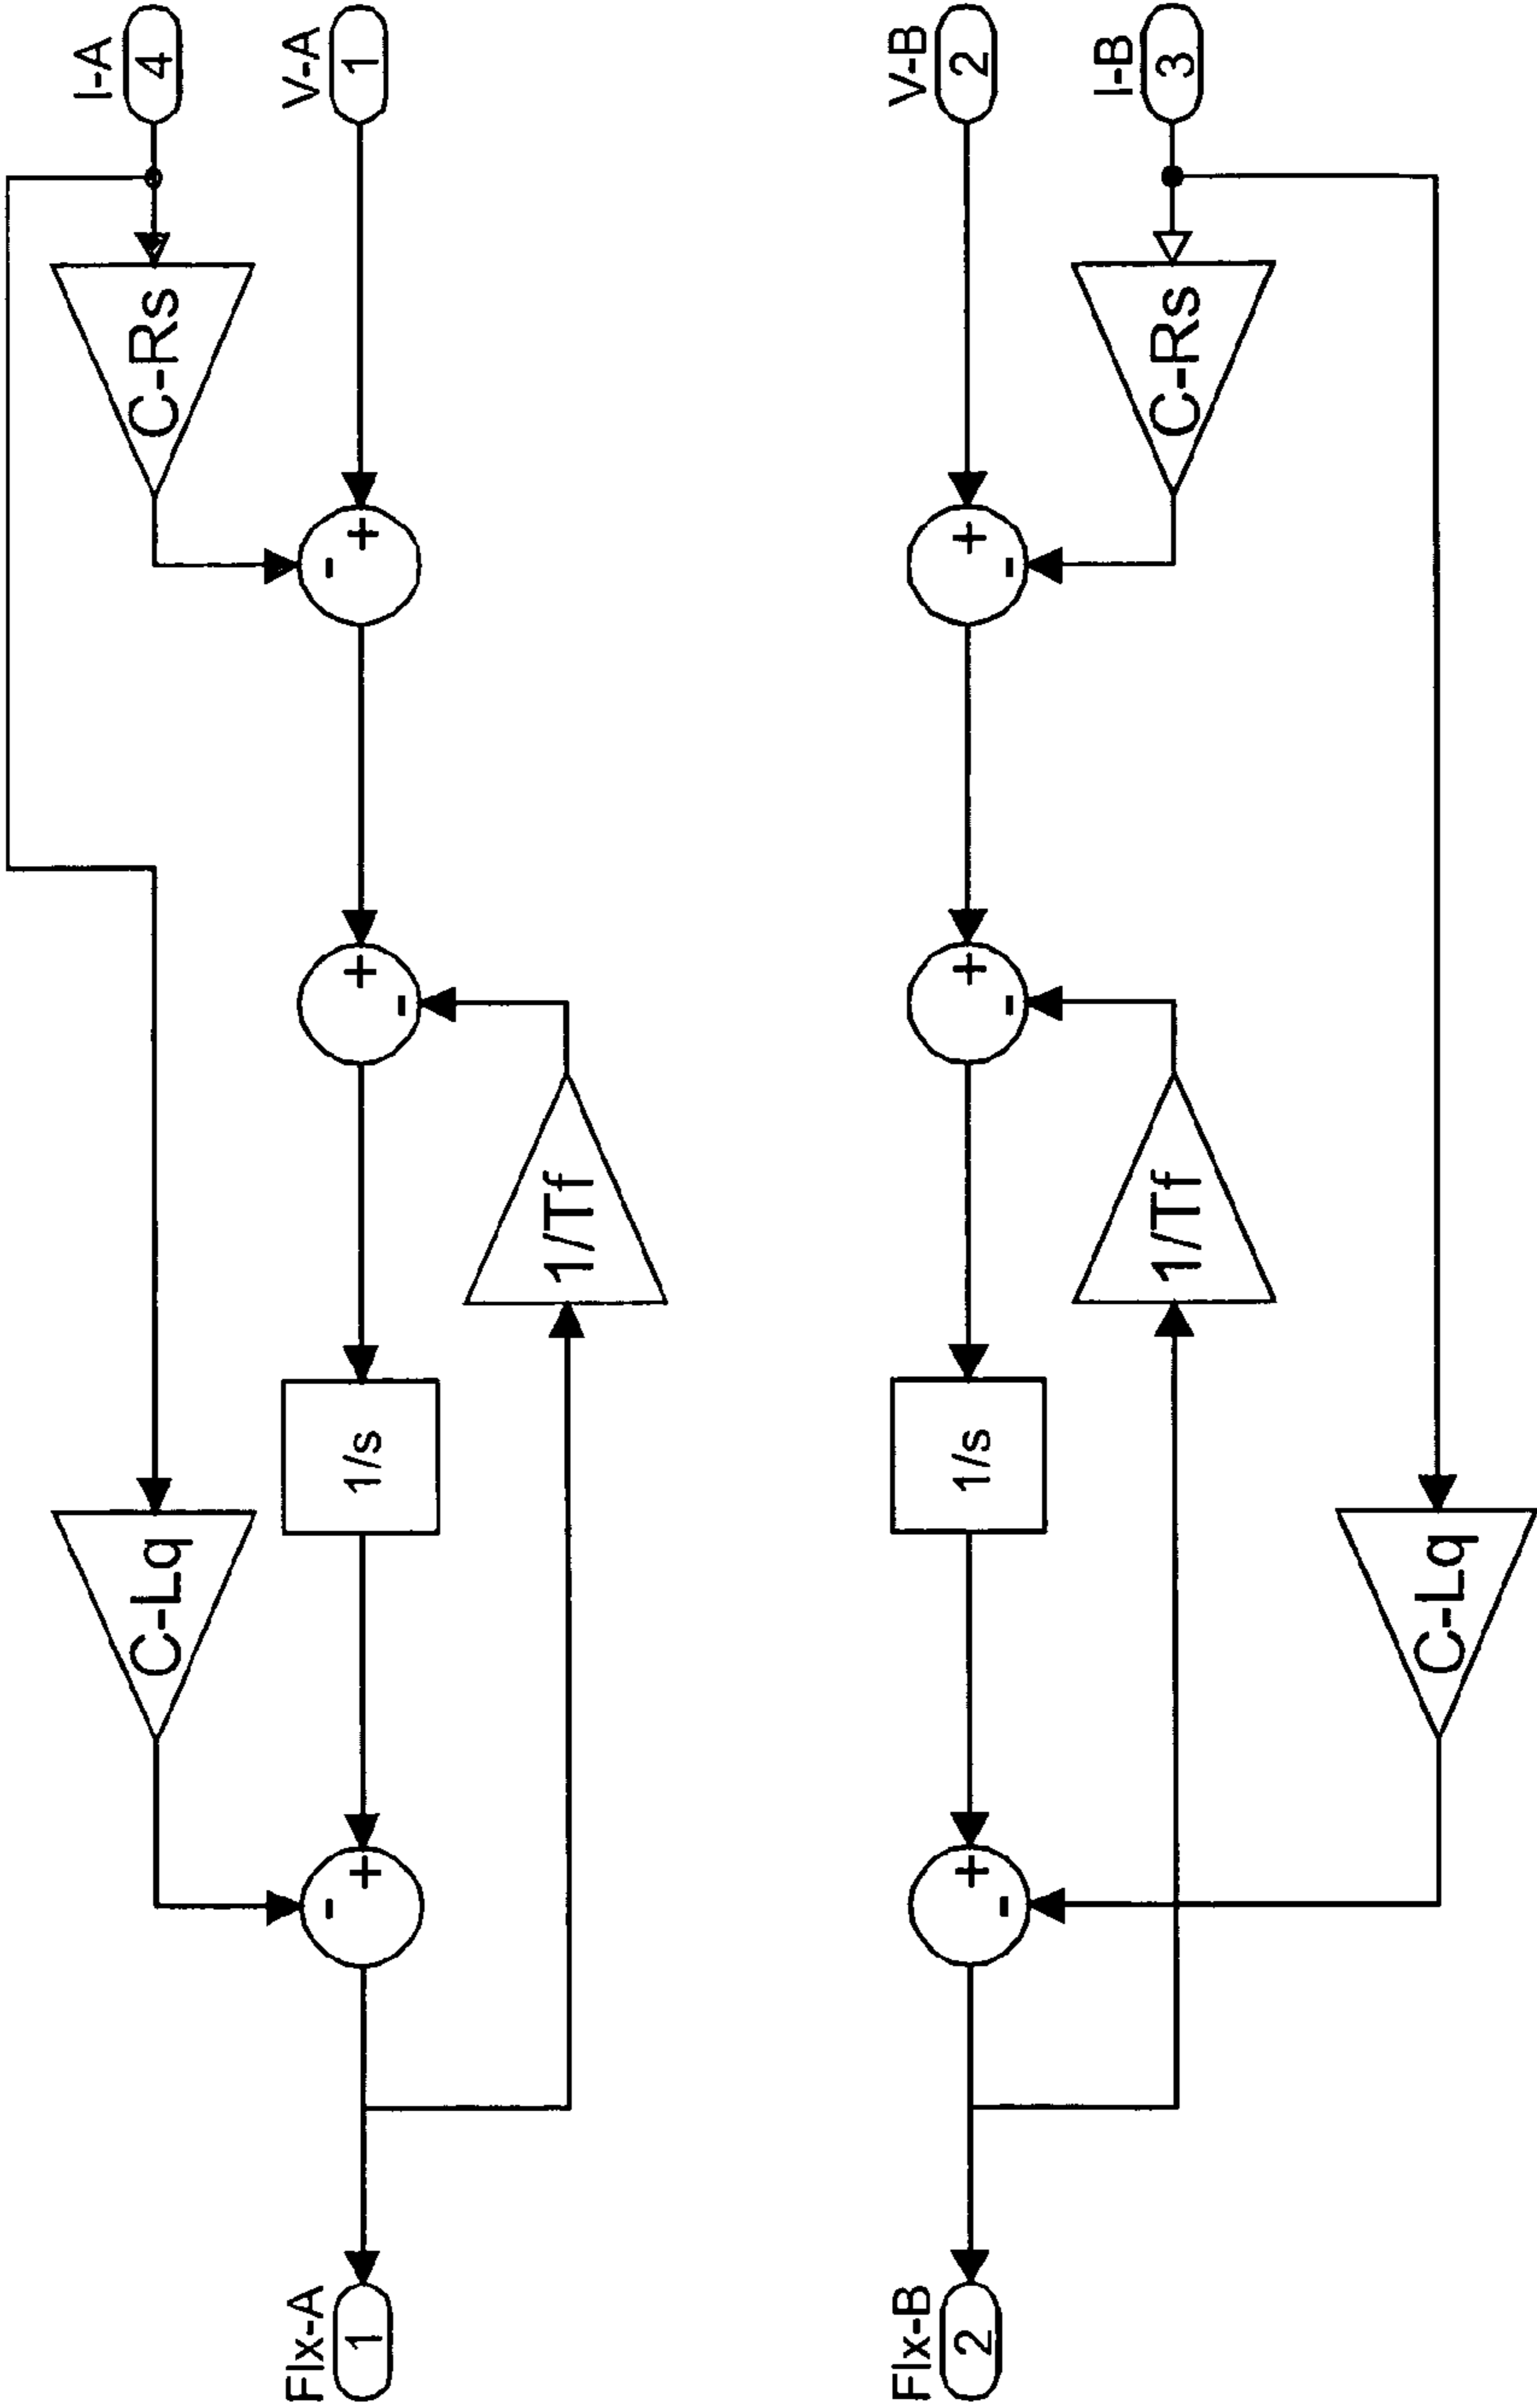 I-A
4
V-A
1
V-B
2
I-B
3
C-Rs
C-Rs
-
+
+
-
+
-
+
-
1/Tf
1/Tf
1/s
1/s
C-Lq
C-Lq
-
+
+
-
Flx-A
1
Flx-B
2